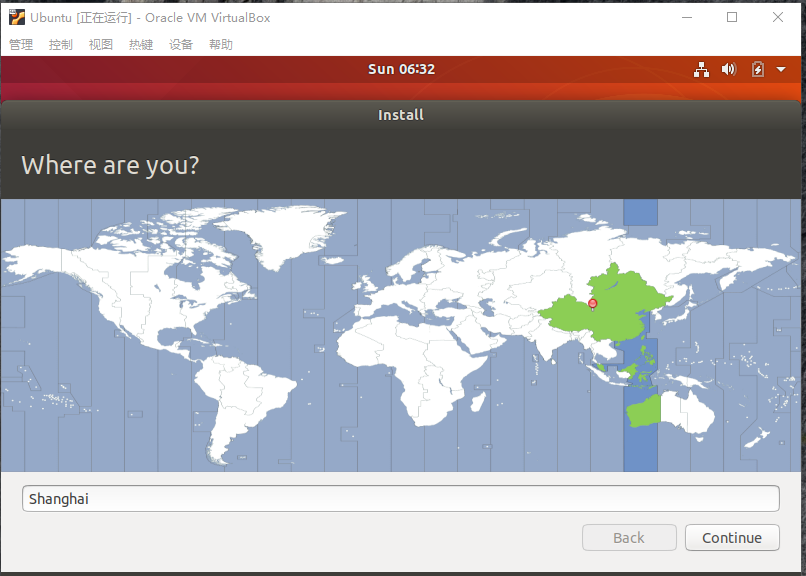 Ubuntu [正在运行] - Oracle VM VirtualBox
管理 控制 视图 热键 设备 帮助
Sun 06:32
Install
Where are you?
Shanghai
Back Continue